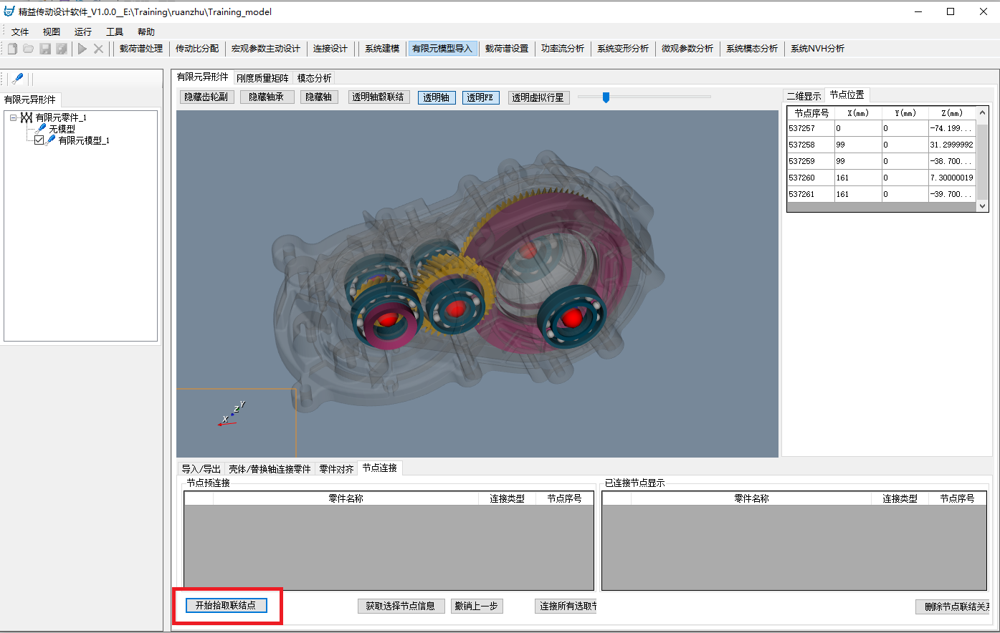 精益传动设计软件_V1.0.0__E:\Training\ruanzhu\Training_model
文件 视图 运行 工具 帮助
载荷谱处理 传动比分配 宏观参数主动设计 连接设计 系统建模 有限元模型导入 载荷谱设置 功率流分析 系统变形分析 微观参数分析 系统模态分析 系统NVH分析
有限元异形件
有限元零件_1
无模型
有限元模型_1
有限元异形件 刚度质量矩阵 模态分析
隐藏齿轮副 隐藏轴承 隐藏轴 透明轴毂联结 透明轴 透明FE 透明虚拟行星
X
Z
Y
二维显示 节点位置
节点序号 X(mm) Y(mm) Z(mm)
537257 0 0 -74.199...
537258 99 0 31.2999992
537259 99 0 -38.700...
537260 161 0 7.30000019
537261 161 0 -39.700...
导入/导出 壳体/替换轴连接零件 零件对齐 节点连接
节点预连接
零件名称 连接类型 节点序号
开始拾取联结点 获取选择节点信息 撤销上一步 连接所有选取节
已连接节点显示
零件名称 连接类型 节点序号
删除节点联结关系